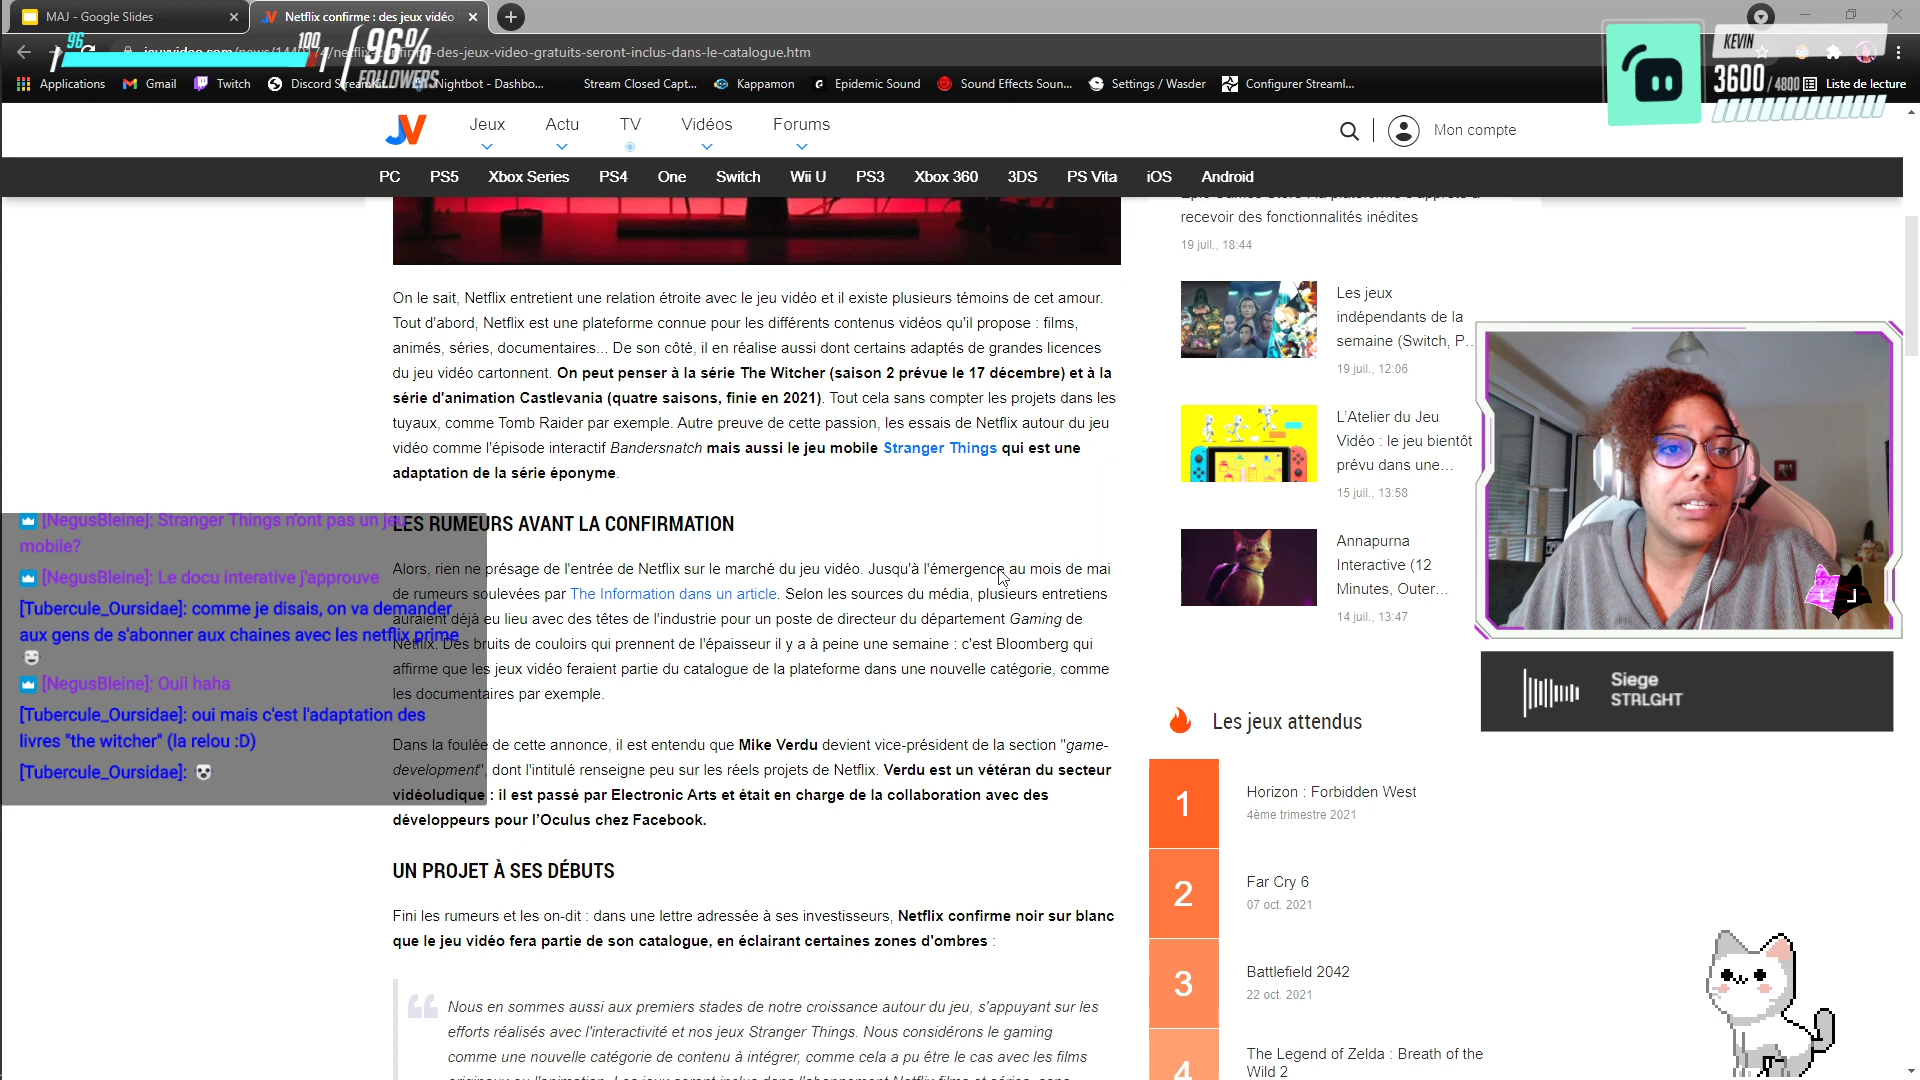 MAJ - Google Slides
Netflix confirme : des jeux vidéo
96
100
96%
FOLLOWERS
-des-jeux-video-gratuits-seront-inclus-dans-le-catalogue.htm
KEVIN
3600 / 4800
Applications
Gmail
Twitch
Discord
Nightbot - Dashbo...
Stream Closed Capt...
Kappamon
Epidemic Sound
Sound Effects Soun...
Settings / Wasder
Configurer Streaml...
Liste de lecture
JV
Jeux
Actu
TV
Vidéos
Forums
Mon compte
PC
PS5
Xbox Series
PS4
One
Switch
Wii U
PS3
Xbox 360
3DS
PS Vita
iOS
Android
On le sait, Netflix entretient une relation étroite avec le jeu vidéo et il existe plusieurs témoins de cet amour.
Tout d'abord, Netflix est une plateforme connue pour les différents contenus vidéos qu'il propose : films,
animés, séries, documentaires... De son côté, il en réalise aussi dont certains adaptés de grandes licences
du jeu vidéo cartonnent. On peut penser à la série The Witcher (saison 2 prévue le 17 décembre) et à la
série d'animation Castlevania (quatre saisons, finie en 2021). Tout cela sans compter les projets dans les
tuyaux, comme Tomb Raider par exemple. Autre preuve de cette passion, les essais de Netflix autour du jeu
vidéo comme l'épisode interactif Bandersnatch mais aussi le jeu mobile Stranger Things qui est une
adaptation de la série éponyme.
LES RUMEURS AVANT LA CONFIRMATION
Alors, rien ne présage de l'entrée de Netflix sur le marché du jeu vidéo. Jusqu'à l'émergence au mois de mai
de rumeurs soulevées par The Information dans un article. Selon les sources du média, plusieurs entretiens
auraient déjà eu lieu avec des têtes de l'industrie pour un poste de directeur du département Gaming de
Netflix. Des bruits de couloirs qui prennent de l'épaisseur il y a à peine une semaine : c'est Bloomberg qui
affirme que les jeux vidéo feraient partie du catalogue de la plateforme dans une nouvelle catégorie, comme
les documentaires par exemple.
Dans la foulée de cette annonce, il est entendu que Mike Verdu devient vice-président de la section "game-
development", dont l'intitulé renseigne peu sur les réels projets de Netflix. Verdu est un vétéran du secteur
vidéoludique : il est passé par Electronic Arts et était en charge de la collaboration avec des
développeurs pour l'Oculus chez Facebook.
UN PROJET À SES DÉBUTS
Fini les rumeurs et les on-dit : dans une lettre adressée à ses investisseurs, Netflix confirme noir sur blanc
que le jeu vidéo fera partie de son catalogue, en éclairant certaines zones d'ombres :
Nous en sommes aussi aux premiers stades de notre croissance autour du jeu, s'appuyant sur les
efforts réalisés avec l'interactivité et nos jeux Stranger Things. Nous considérons le gaming
comme une nouvelle catégorie de contenu à intégrer, comme cela a pu être le cas avec les films
[NegusBleine]: Stranger Things n'ont pas un jeu
mobile?
[NegusBleine]: Le docu interative j'approuve
[Tubercule_Oursidae]: comme je disais, on va demander
aux gens de s'abonner aux chaines avec les netflix prime
[NegusBleine]: Ouii haha
[Tubercule_Oursidae]: oui mais c'est l'adaptation des
livres "the witcher" (la relou :D)
[Tubercule_Oursidae]:
recevoir des fonctionnalités inédites
19 juil., 18:44
Les jeux
indépendants de la
semaine (Switch, P...
19 juil., 12:06
L'Atelier du Jeu
Vidéo : le jeu bientôt
prévu dans une...
15 juil., 13:58
Annapurna
Interactive (12
Minutes, Outer...
14 juil., 13:47
Siege
STRLGHT
Les jeux attendus
1
Horizon : Forbidden West
4ème trimestre 2021
2
Far Cry 6
07 oct. 2021
3
Battlefield 2042
22 oct. 2021
4
The Legend of Zelda : Breath of the
Wild 2